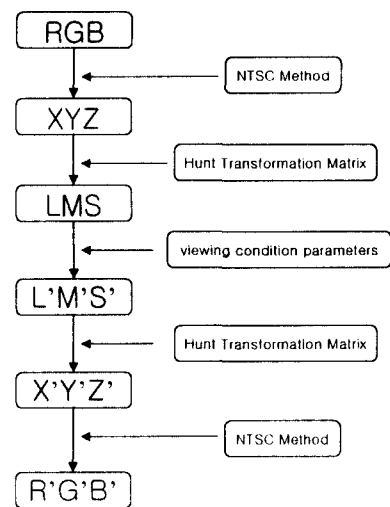 RGB
NTSC Method
XYZ
Hunt Transformation Matrix
LMS
viewing condition parameters
L'M'S'
Hunt Transformation Matrix
X'Y'Z'
NTSC Method
R'G'B'